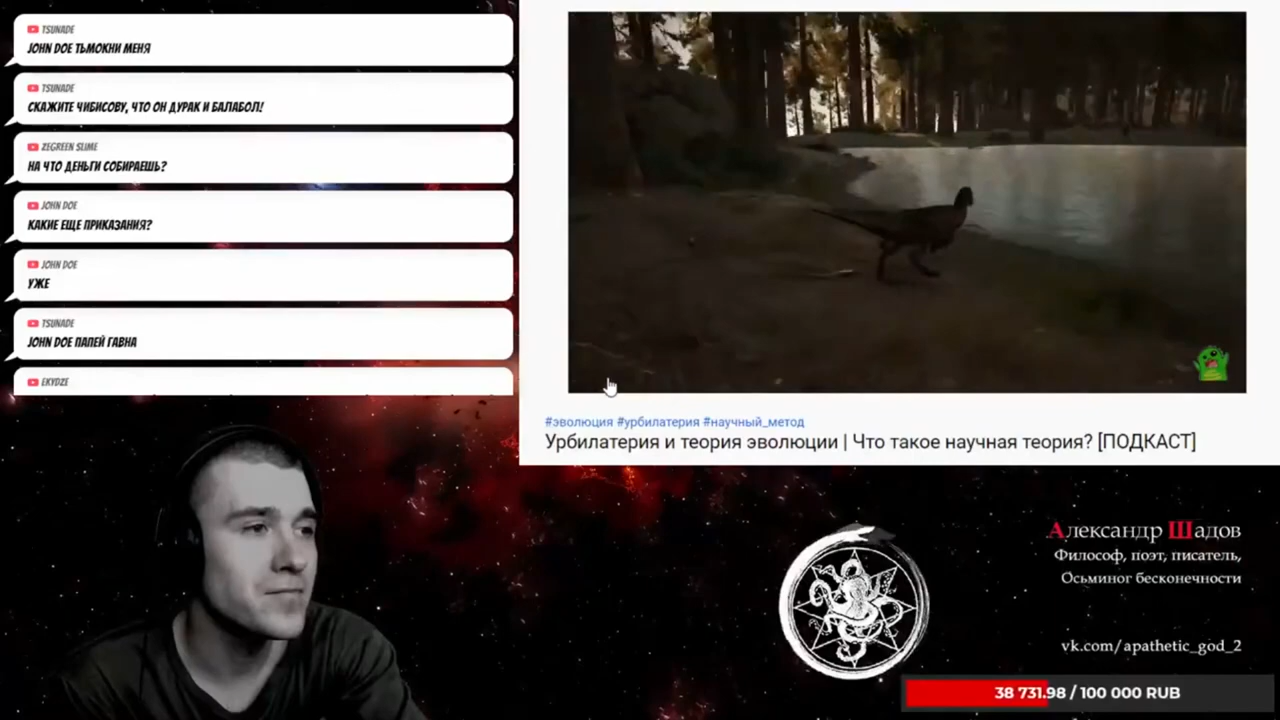 TSUNADE
JOHN DOE ТЬМОКНИ МЕНЯ
TSUNADE
СКАЖИТЕ ЧИБИСОВУ, ЧТО ОН ДУРАК И БАЛАБОЛ!
ZEGREEN SLIME
НА ЧТО ДЕНЬГИ СОБИРАЕШЬ?
JOHN DOE
КАКИЕ ЕЩЕ ПРИКАЗАНИЯ?
JOHN DOE
УЖЕ
TSUNADE
JOHN DOE ПАПЕЙ ГАВНА
EKYDZE
#эволюция #урбилатерия #научный_метод
Урбилатерия и теория эволюции | Что такое научная теория? [ПОДКАСТ]
Александр Шадов
Философ, поэт, писатель,
Осьминог бесконечности
vk.com/apathetic_god_2
38 731.98 / 100 000 RUB